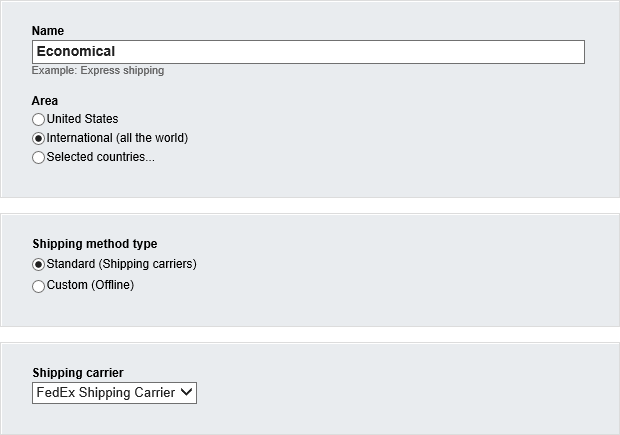 Name
Economical
Example: Express shipping
Area
United States
International (all the world)
Selected countries...
Shipping method type
Standard (Shipping carriers)
Custom (Offline)
Shipping carrier
FedEx Shipping Carrier